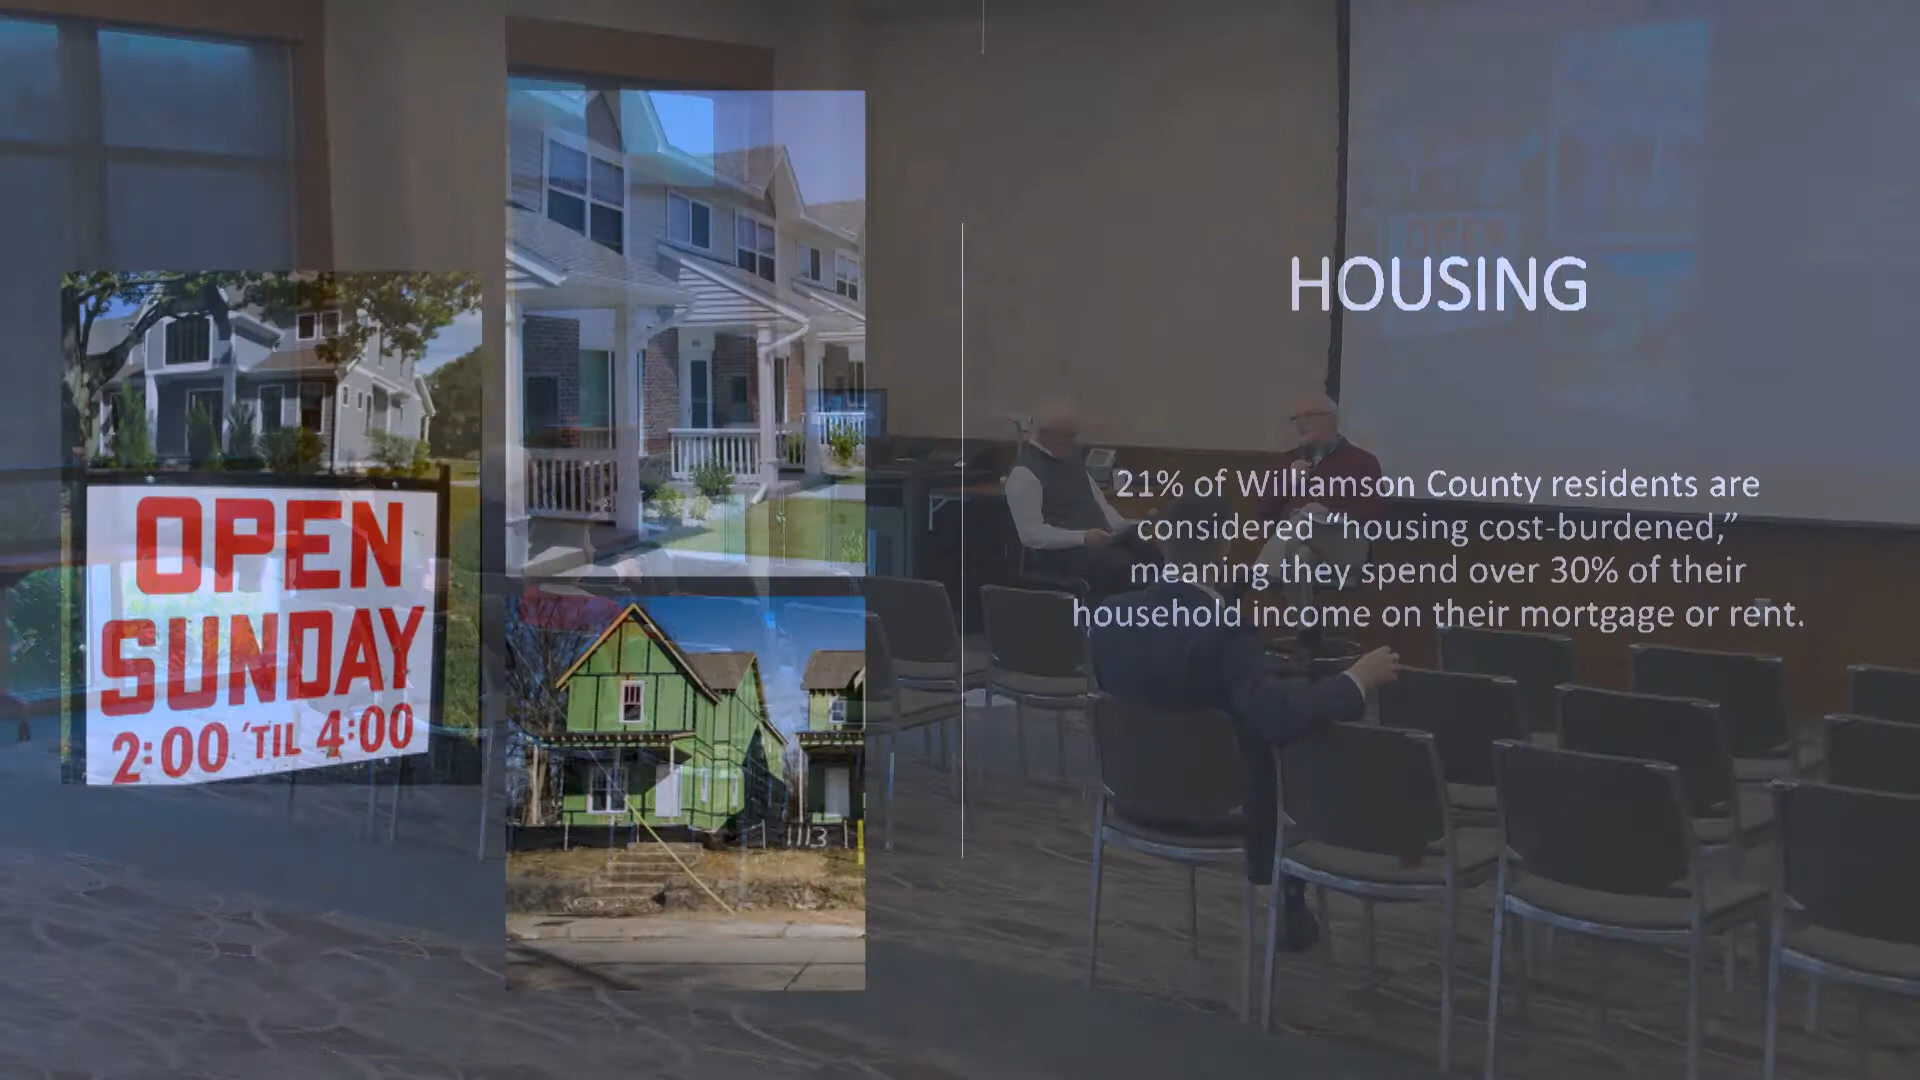 OPEN
SUNDAY
2:00 'TIL 4:00
1113
HOUSING
21% of Williamson County residents are
considered “housing cost-burdened,”
meaning they spend over 30% of their
household income on their mortgage or rent.
OPEN